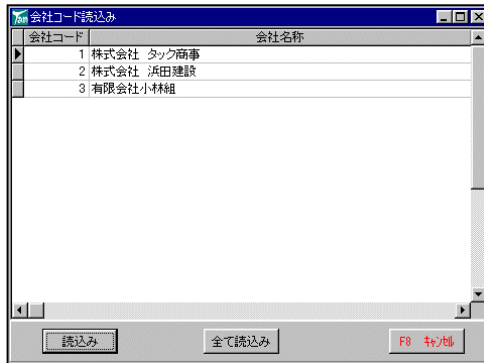 Tam 会社コード読込み
会社コード 会社名称
1 株式会社 タック商事
2 株式会社 浜田建設
3 有限会社小林組
読込み 全て読込み F8 ｷｬﾝｾﾙ